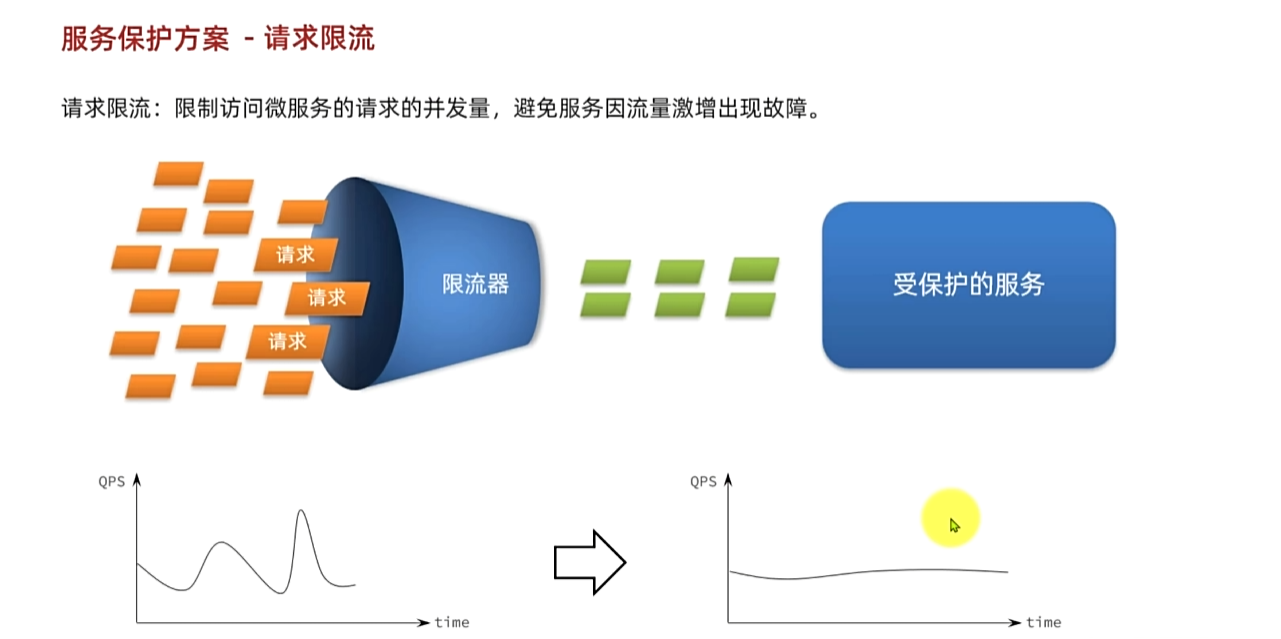 服务保护方案 - 请求限流
请求限流：限制访问微服务的请求的并发量，避免服务因流量激增出现故障。
请求
请求
请求
限流器
受保护的服务
QPS
time
QPS
time